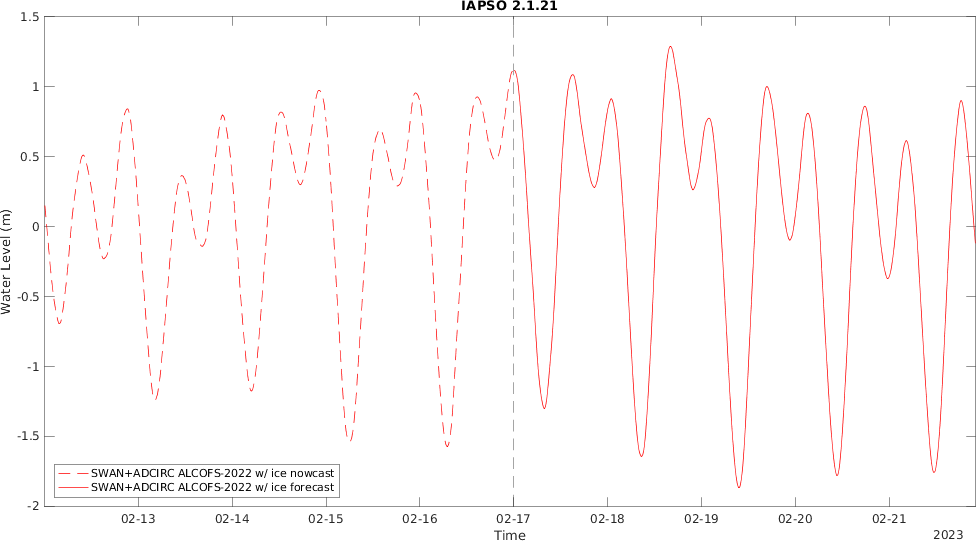 IAPSO 2.1.21
1.5
1
0.5
0
-0.5
-1
-1.5
-2
Water Level (m)
SWAN+ADCIRC ALCOFS-2022 w/ ice nowcast
SWAN+ADCIRC ALCOFS-2022 w/ ice forecast
02-13 02-14 02-15 02-16 02-17 02-18 02-19 02-20 02-21
Time
2023